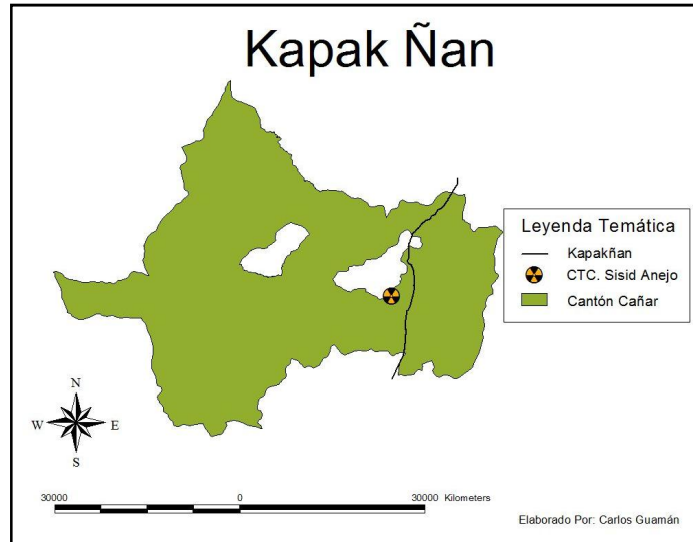 Kapak Ñan
Leyenda Temática
Kapakñan
CTC. Sisid Anejo
Cantón Cañar
N
W E
S
30000 0 30000 Kilometers
Elaborado Por: Carlos Guamán